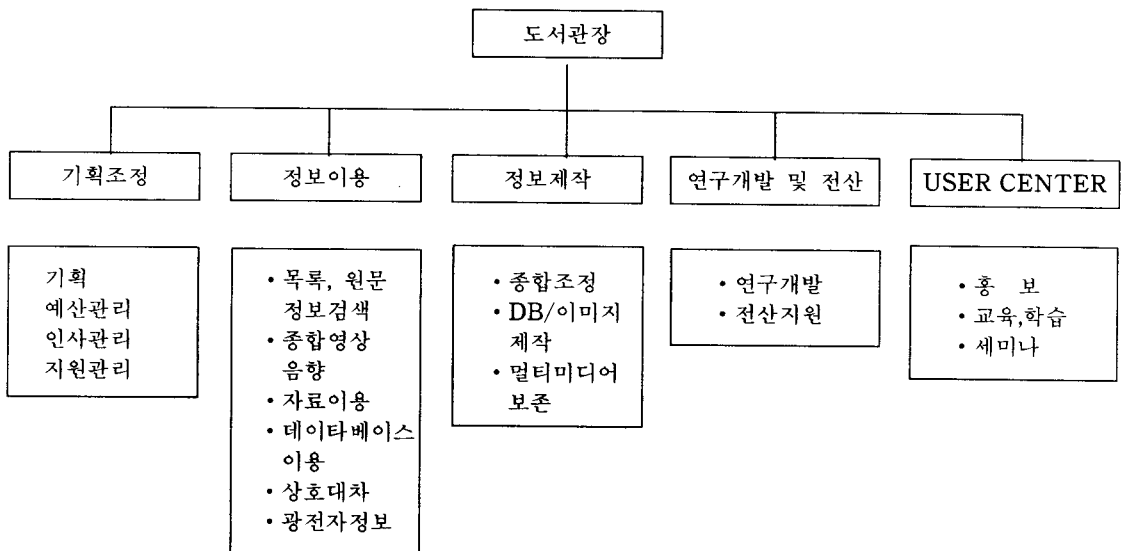 도서관장
기획조정
정보이용
정보제작
연구개발 및 전산
USER CENTER
기획
예산관리
인사관리
지원관리
• 목록, 원문
정보검색
• 종합영상
음향
• 자료이용
• 데이타베이스
이용
• 상호대차
• 광전자정보
• 종합조정
• DB/이미지
제작
• 멀티미디어
보존
• 연구개발
• 전산지원
• 홍 보
• 교육,학습
• 세미나